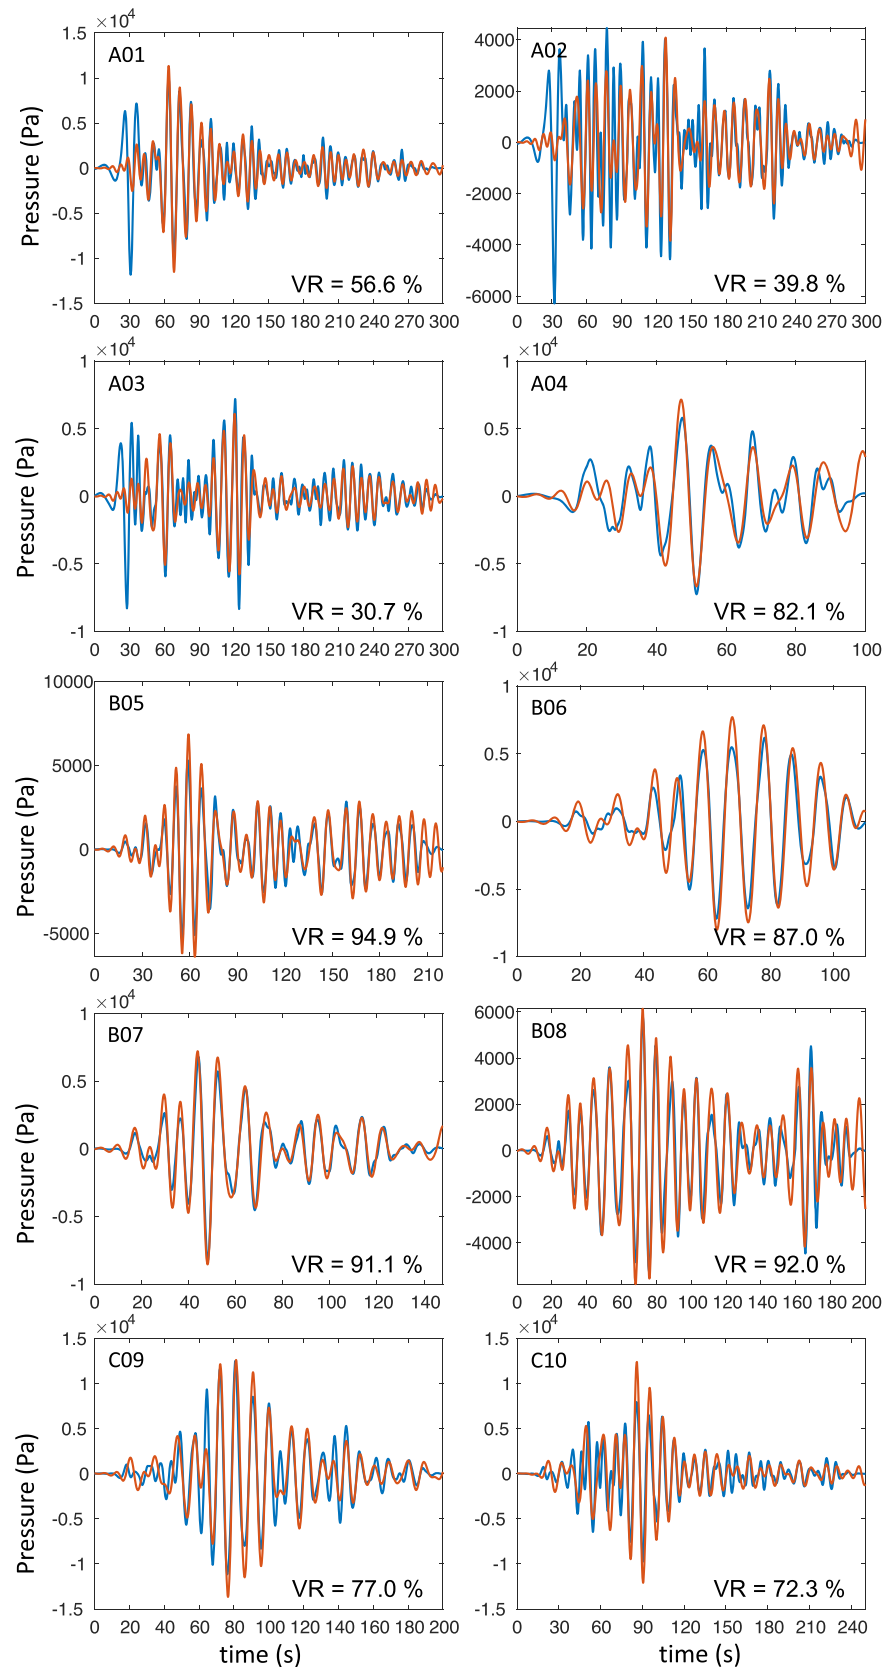 ×10⁴
1.5
1
0.5
0
-0.5
-1
-1.5
A01
Pressure (Pa)
VR = 56.6 %
0 30 60 90 120 150 180 210 240 270 300
4000
2000
0
-2000
-4000
-6000
A02
VR = 39.8 %
0 30 60 90 120 150 180 210 240 270 300
×10⁴
1
0.5
0
-0.5
-1
A03
Pressure (Pa)
VR = 30.7 %
0 30 60 90 120 150 180 210 240 270 300
×10⁴
1
0.5
0
-0.5
-1
A04
VR = 82.1 %
0 20 40 60 80 100
10000
5000
0
-5000
B05
Pressure (Pa)
VR = 94.9 %
0 30 60 90 120 150 180 210
×10⁴
1
0.5
0
-0.5
-1
B06
VR = 87.0 %
0 20 40 60 80 100
×10⁴
1
0.5
0
-0.5
-1
B07
Pressure (Pa)
VR = 91.1 %
0 20 40 60 80 100 120 140
6000
4000
2000
0
-2000
-4000
B08
VR = 92.0 %
0 20 40 60 80 100 120 140 160 180 200
×10⁴
1.5
1
0.5
0
-0.5
-1
-1.5
C09
Pressure (Pa)
VR = 77.0 %
0 20 40 60 80 100 120 140 160 180 200
time (s)
×10⁴
1.5
1
0.5
0
-0.5
-1
-1.5
C10
VR = 72.3 %
0 30 60 90 120 150 180 210 240
time (s)